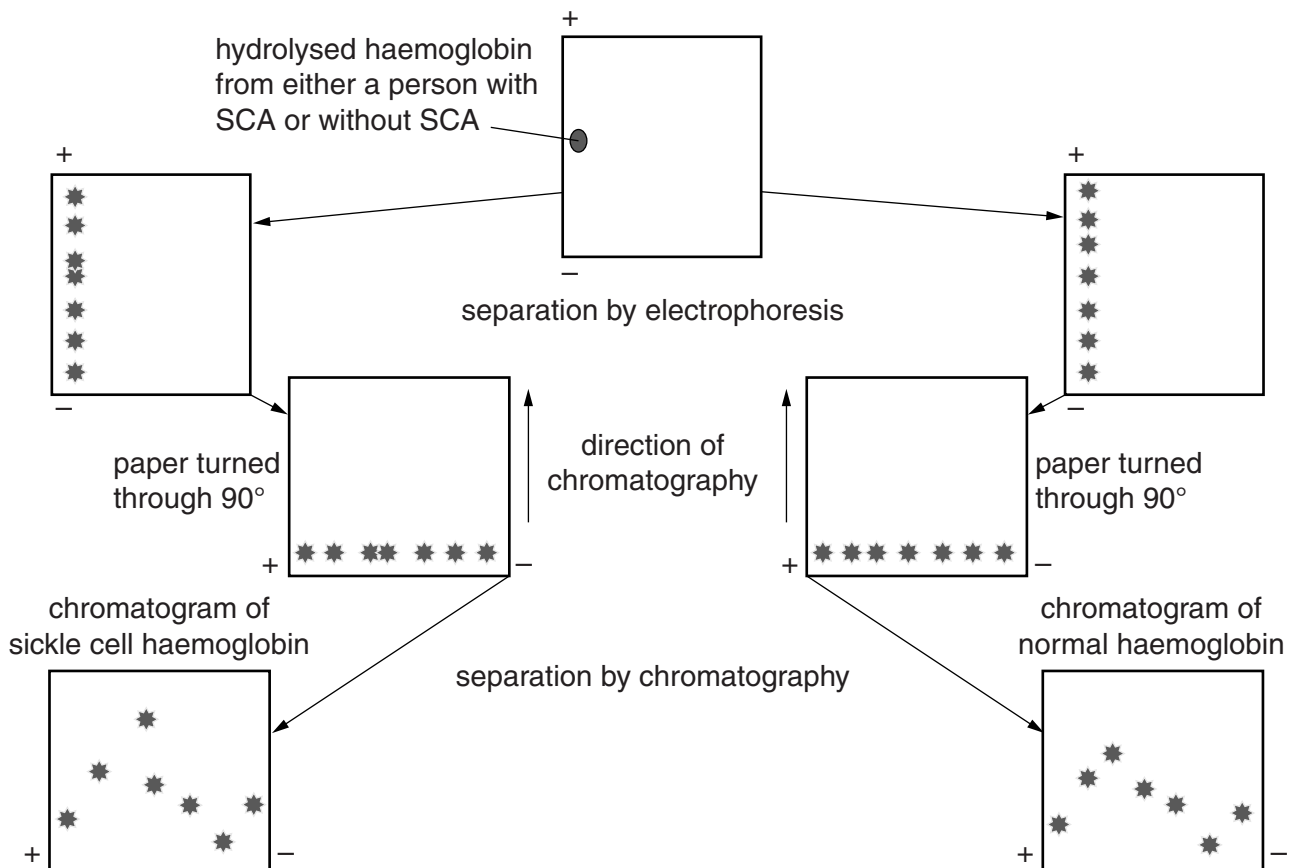 +
hydrolysed haemoglobin
from either a person with
SCA or without SCA
+
+
–
separation by electrophoresis
–
–
paper turned
through 90°
direction of
chromatography
paper turned
through 90°
+
–
+
–
chromatogram of
sickle cell haemoglobin
chromatogram of
normal haemoglobin
separation by chromatography
+
–
+
–